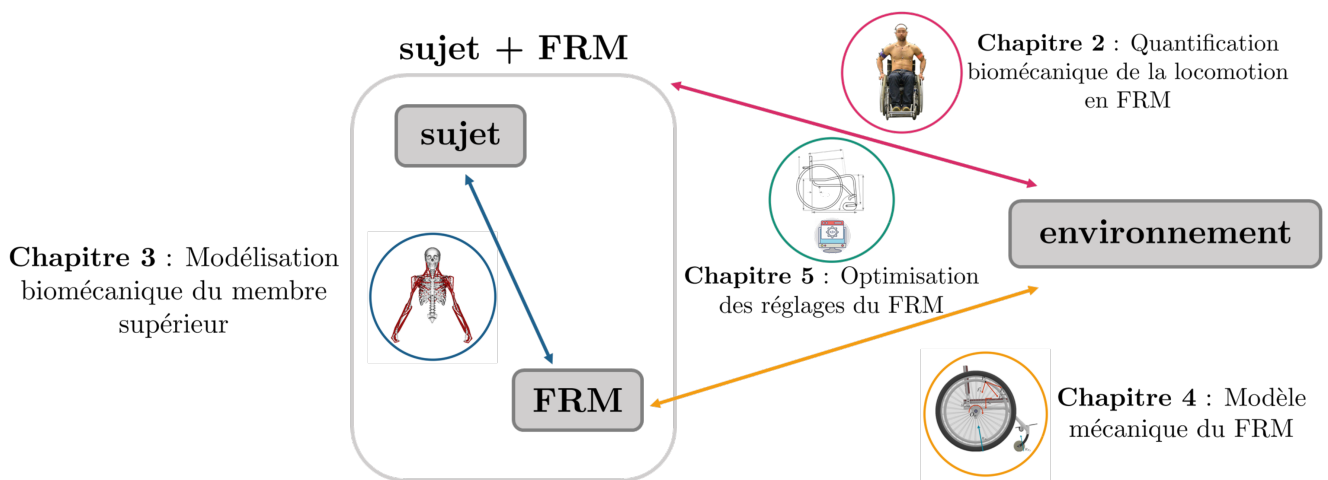 sujet + FRM
sujet
FRM
Chapitre 3 : Modélisation
biomécanique du membre
supérieur
Chapitre 2 : Quantification
biomécanique de la locomotion
en FRM
environnement
Chapitre 5 : Optimisation
des réglages du FRM
Chapitre 4 : Modèle
mécanique du FRM